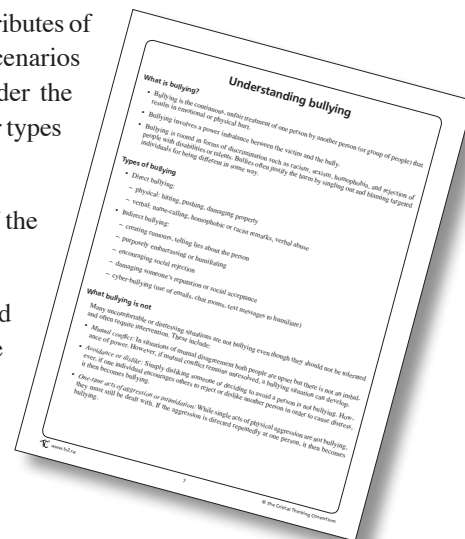 ributes of
cenarios
der the
r types
the
d
e
Understanding bullying
What is bullying?
• Bullying is the continuous, unfair treatment of one person by another person (or group of people) that
results in emotional or physical hurt.
• Bullying involves a power imbalance between the victim and the bully.
• Bullying is rooted in forms of discrimination such as racism, sexism, homophobia, and rejection of
people with disabilities or talents. Bullies often justify the harm by singling out and blaming targeted
individuals for being different in some way.
Types of bullying
• Direct bullying:
– physical: hitting, pushing, damaging property
– verbal: name-calling, homophobic or racist remarks, verbal abuse
• Indirect bullying:
– creating rumours, telling lies about the person
– purposely embarrassing or humiliating
– encouraging social rejection
– damaging someone's reputation or social acceptance
– cyber-bullying (use of emails, chat rooms, text messages to humiliate)
What bullying is not
Many uncomfortable or distressing situations are not bullying even though they should not be tolerated
and often require intervention. These include:
• Mutual conflict: In situations of mutual disagreement both people are upset but there is not an imbal-
ance of power. However, if mutual conflict remains unresolved, a bullying situation can develop.
• Avoidance or dislike: Simply disliking someone or deciding to avoid a person is not bullying. How-
ever, if one individual encourages others to reject or dislike another person in order to cause distress,
it then becomes bullying.
• One-time acts of aggression or intimidation: While single acts of physical aggression are not bullying,
they must still be dealt with. If the aggression is directed repeatedly at one person, it then becomes
bullying.
TC www.tc2.ca
7
© The Critical Thinking Consortium